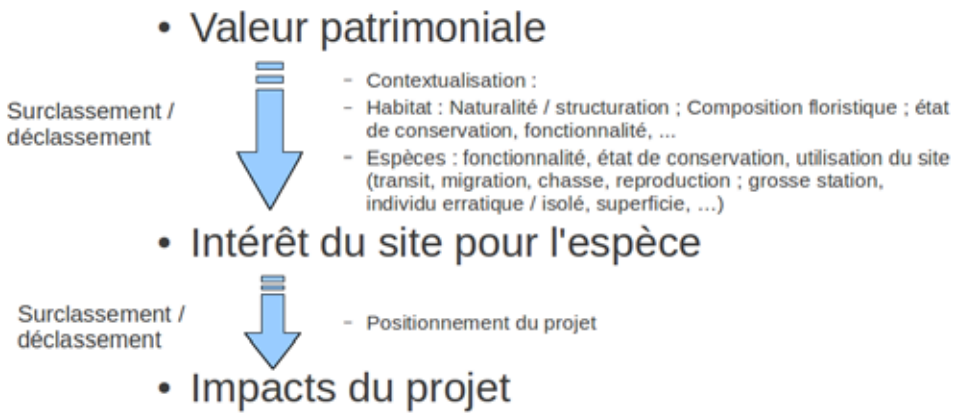 • Valeur patrimoniale
Surclassement /
déclassement
– Contextualisation :
– Habitat : Naturalité / structuration ; Composition floristique ; état
de conservation, fonctionnalité, ...
– Espèces : fonctionnalité, état de conservation, utilisation du site
(transit, migration, chasse, reproduction ; grosse station,
individu erratique / isolé, superficie, …)
• Intérêt du site pour l'espèce
Surclassement /
déclassement
– Positionnement du projet
• Impacts du projet